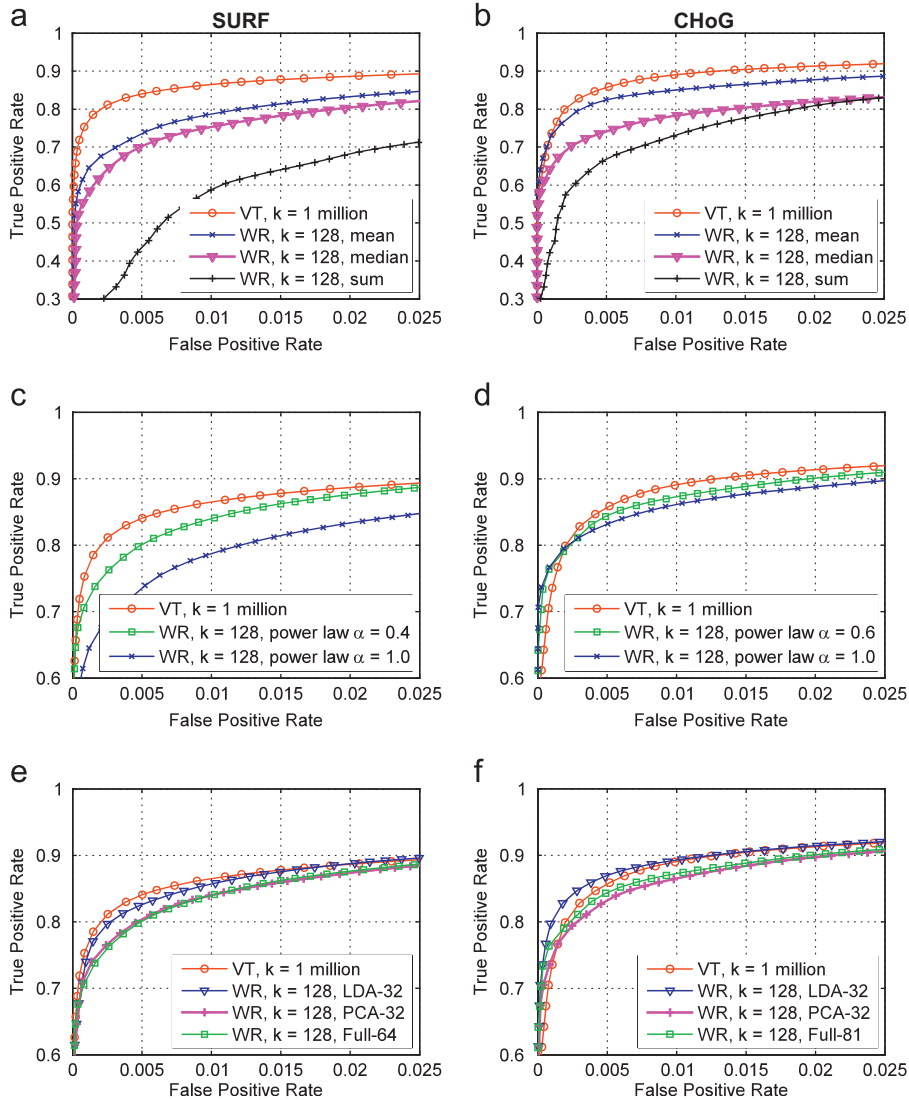 a
SURF
1
0.9
0.8
0.7
0.6
0.5
0.4
0.3
True Positive Rate
VT, k = 1 million
WR, k = 128, mean
WR, k = 128, median
WR, k = 128, sum
0 0.005 0.01 0.015 0.02 0.025
False Positive Rate
b
CHoG
1
0.9
0.8
0.7
0.6
0.5
0.4
0.3
True Positive Rate
VT, k = 1 million
WR, k = 128, mean
WR, k = 128, median
WR, k = 128, sum
0 0.005 0.01 0.015 0.02 0.025
False Positive Rate
c
1
0.9
0.8
0.7
0.6
True Positive Rate
VT, k = 1 million
WR, k = 128, power law α = 0.4
WR, k = 128, power law α = 1.0
0 0.005 0.01 0.015 0.02 0.025
False Positive Rate
d
1
0.9
0.8
0.7
0.6
True Positive Rate
VT, k = 1 million
WR, k = 128, power law α = 0.6
WR, k = 128, power law α = 1.0
0 0.005 0.01 0.015 0.02 0.025
False Positive Rate
e
1
0.9
0.8
0.7
0.6
True Positive Rate
VT, k = 1 million
WR, k = 128, LDA-32
WR, k = 128, PCA-32
WR, k = 128, Full-64
0 0.005 0.01 0.015 0.02 0.025
False Positive Rate
f
1
0.9
0.8
0.7
0.6
True Positive Rate
VT, k = 1 million
WR, k = 128, LDA-32
WR, k = 128, PCA-32
WR, k = 128, Full-81
0 0.005 0.01 0.015 0.02 0.025
False Positive Rate